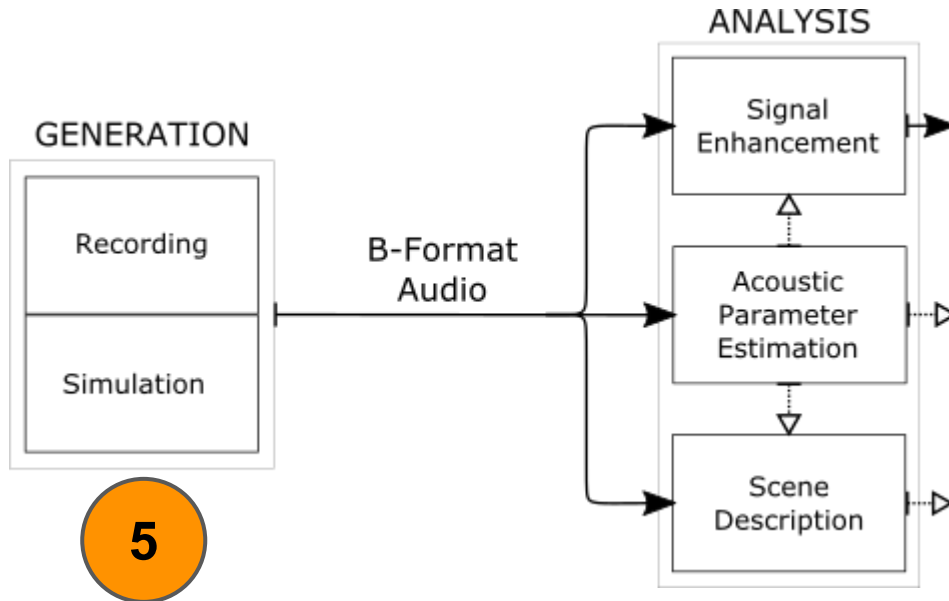 GENERATION
Recording
Simulation
5
B-Format
Audio
ANALYSIS
Signal
Enhancement
Acoustic
Parameter
Estimation
Scene
Description